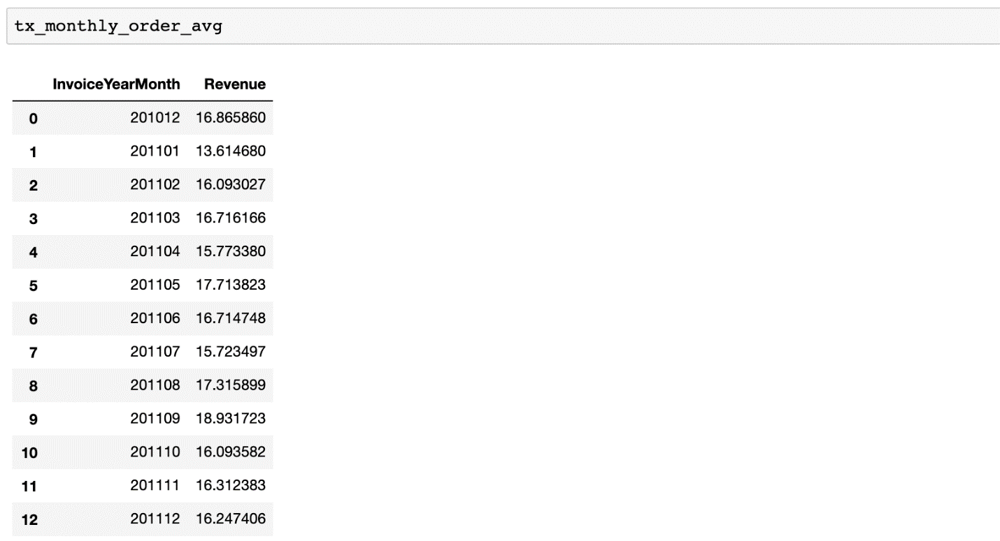 tx_monthly_order_avg
InvoiceYearMonth Revenue
0 201012 16.865860
1 201101 13.614680
2 201102 16.093027
3 201103 16.716166
4 201104 15.773380
5 201105 17.713823
6 201106 16.714748
7 201107 15.723497
8 201108 17.315899
9 201109 18.931723
10 201110 16.093582
11 201111 16.312383
12 201112 16.247406